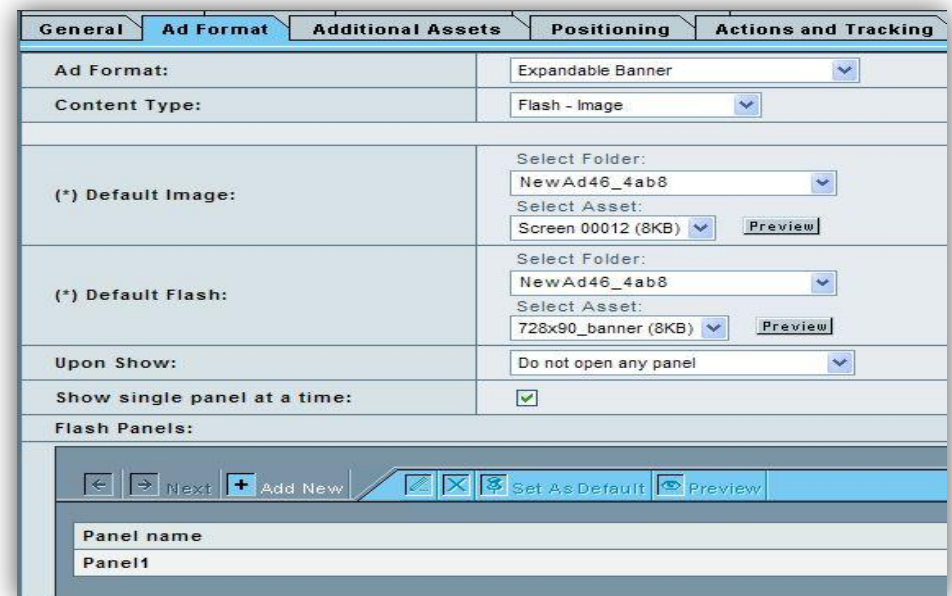 General Ad Format Additional Assets Positioning Actions and Tracking
Ad Format: Expandable Banner
Content Type: Flash - Image
Select Folder:
(*) Default Image: NewAd46_4ab8
Select Asset:
Screen 00012 (8KB) Preview
Select Folder:
(*) Default Flash: NewAd46_4ab8
Select Asset:
728x90_banner (8KB) Preview
Upon Show: Do not open any panel
Show single panel at a time:
Flash Panels:
Next Add New Set As Default Preview
Panel name
Panel1